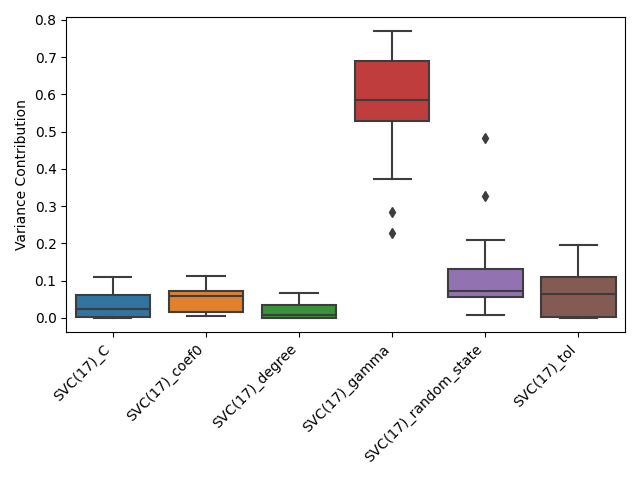 0.8
0.7
0.6
0.5
0.4
0.3
0.2
0.1
0.0
Variance Contribution
SVC(17)_C
SVC(17)_coef0
SVC(17)_degree
SVC(17)_gamma
SVC(17)_random_state
SVC(17)_tol